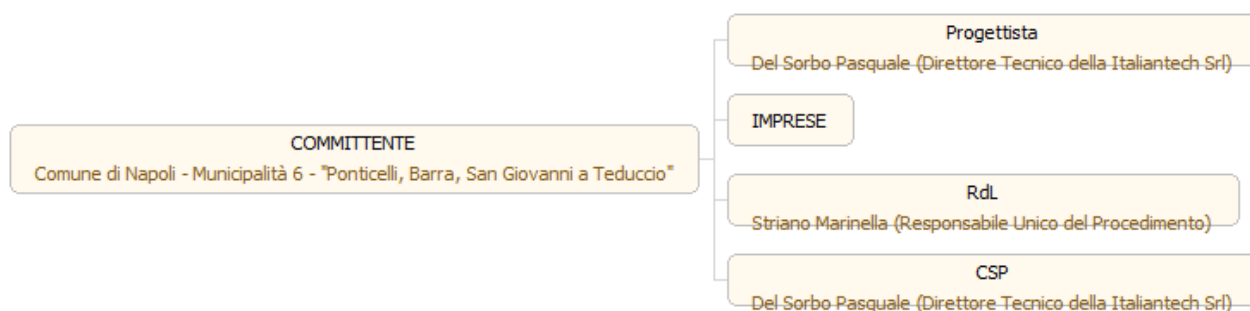 COMMITTENTE
Comune di Napoli - Municipalità 6 - "Ponticelli, Barra, San Giovanni a Teduccio"
Progettista
Del Sorbo Pasquale (Direttore Tecnico della Italiantech Srl)
IMPRESE
RdL
Striano Marinella (Responsabile Unico del Procedimento)
CSP
Del Sorbo Pasquale (Direttore Tecnico della Italiantech Srl)